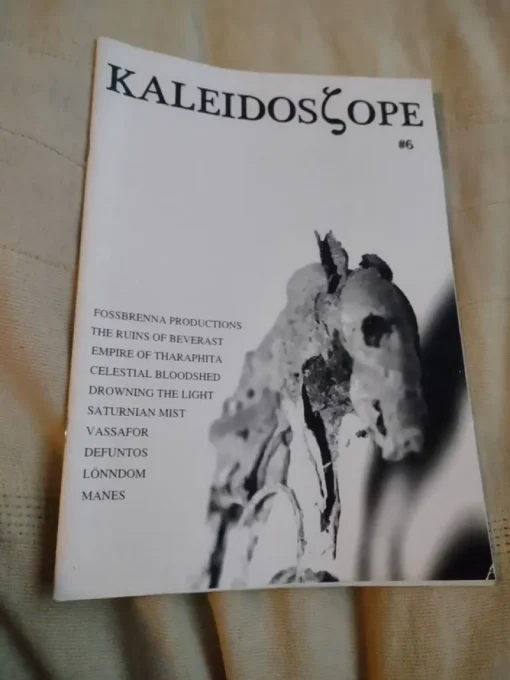 KALEIDOSζOPE
#6
FOSSBRENNA PRODUCTIONS
THE RUINS OF BEVERAST
EMPIRE OF THARAPHITA
CELESTIAL BLOODSHED
DROWNING THE LIGHT
SATURNIAN MIST
VASSAFOR
DEFUNTOS
LÖNNDOM
MANES